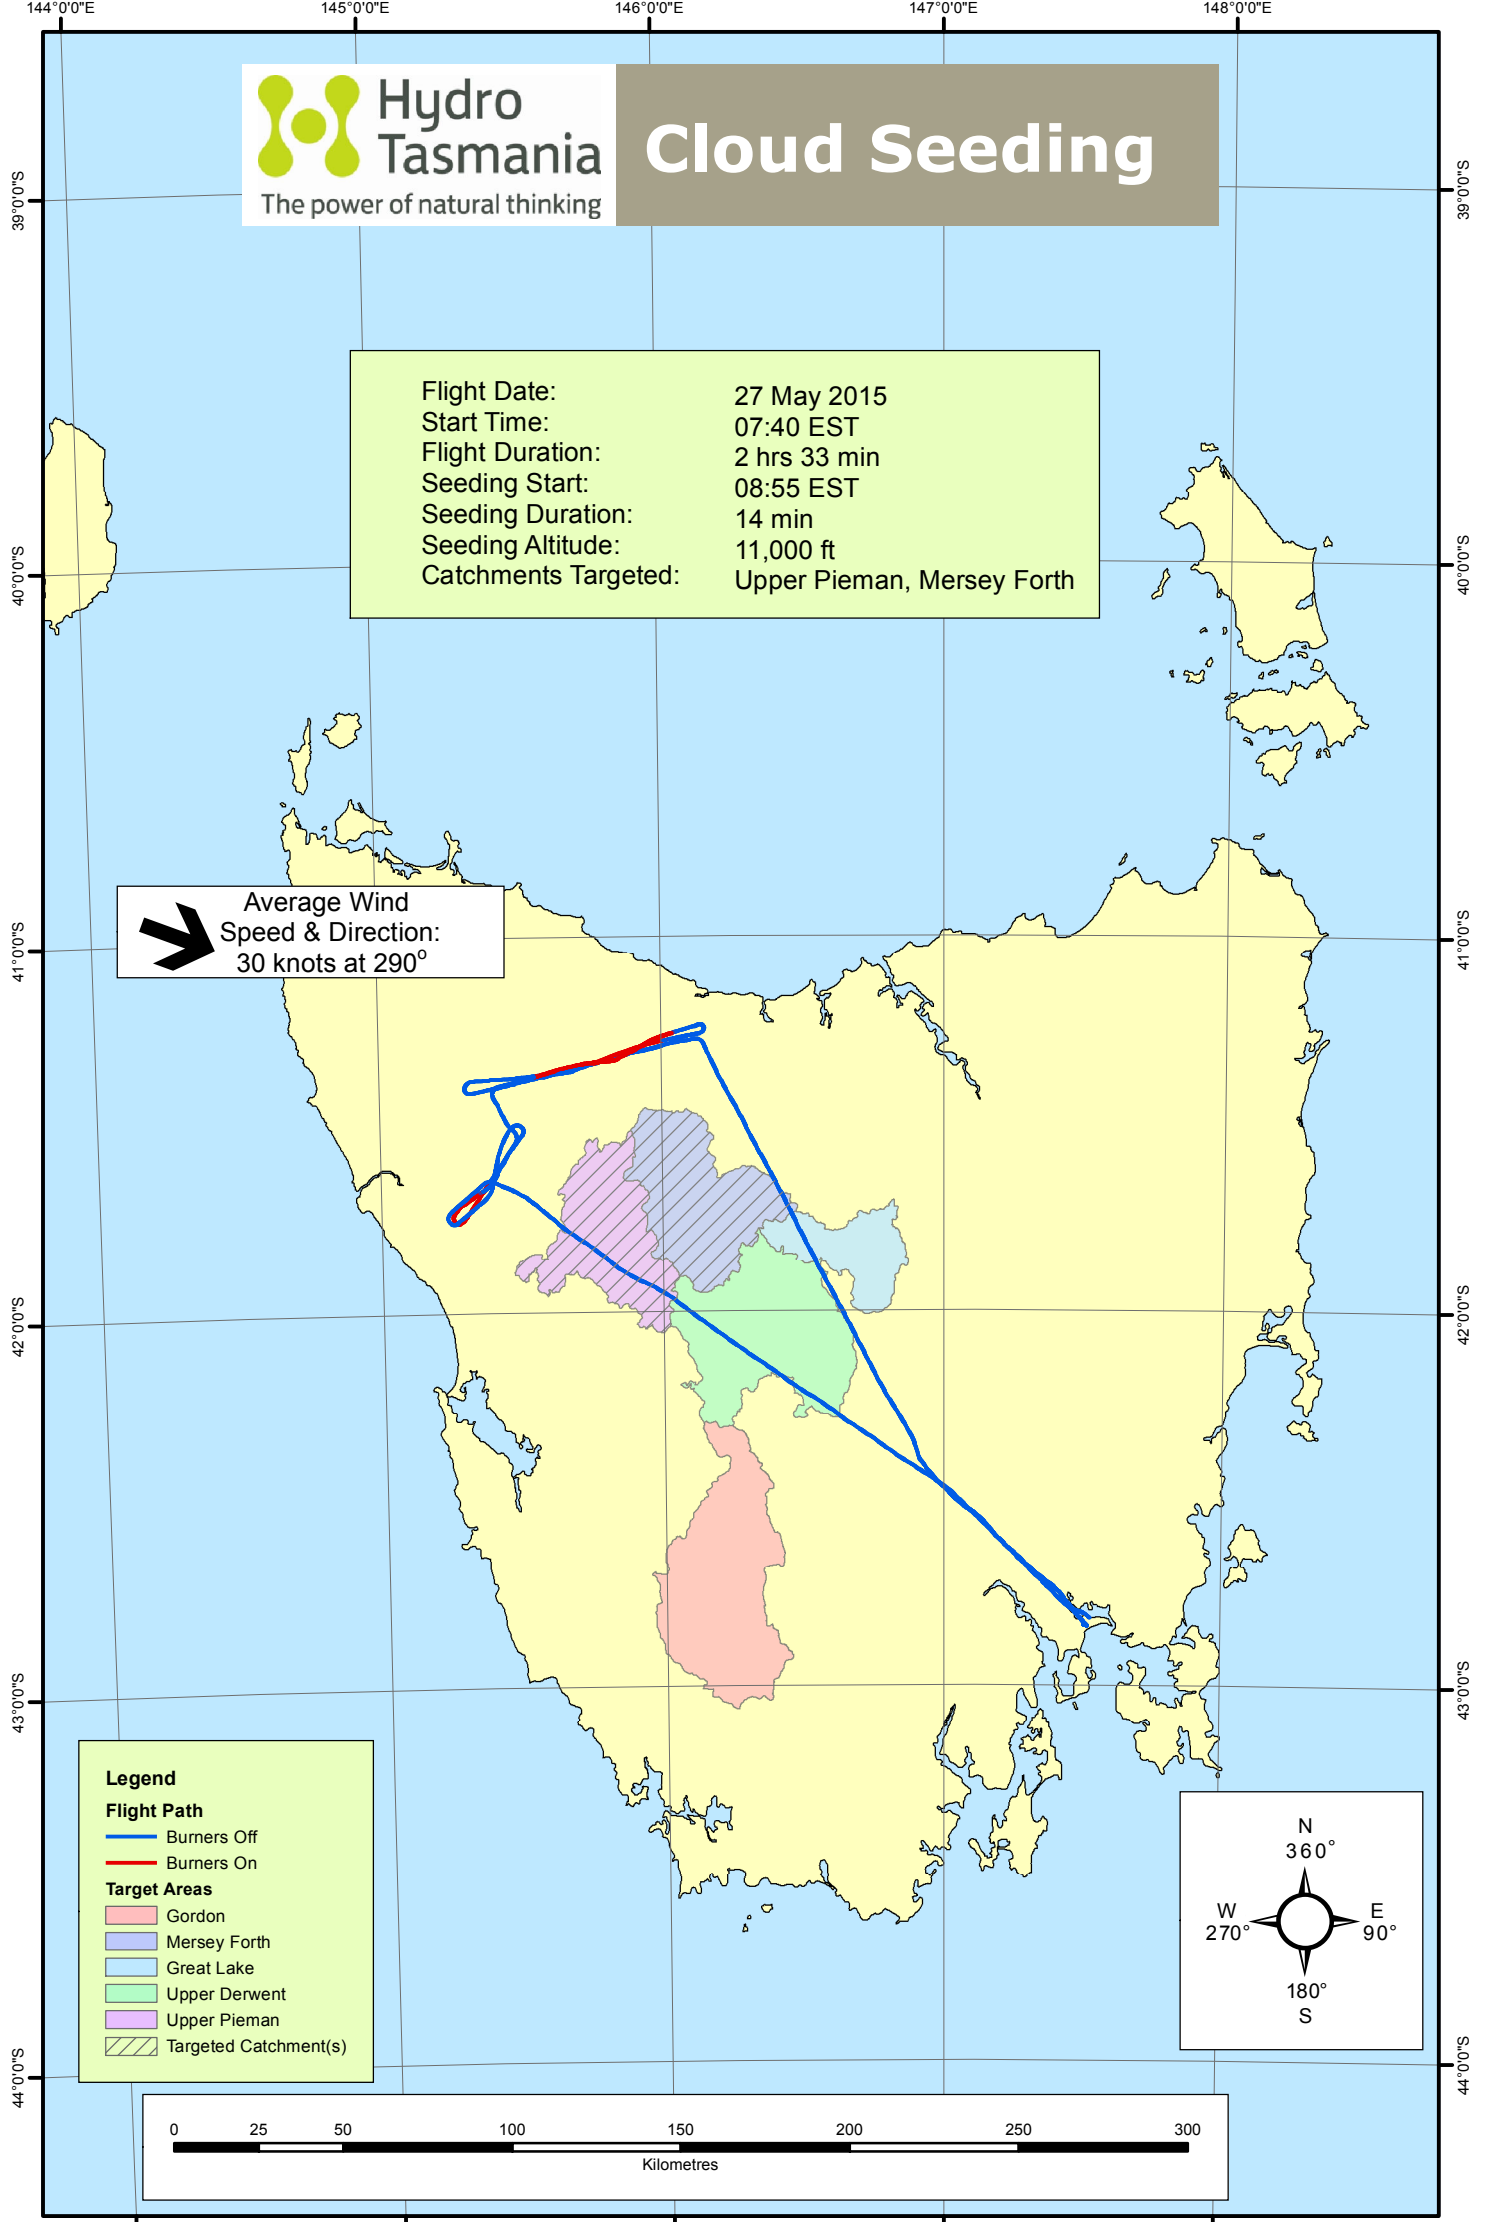 144°0'0"E
145°0'0"E
146°0'0"E
147°0'0"E
148°0'0"E
Hydro
Tasmania
The power of natural thinking
Cloud Seeding
39°0'0"S
39°0'0"S
Flight Date: 27 May 2015
Start Time: 07:40 EST
Flight Duration: 2 hrs 33 min
Seeding Start: 08:55 EST
Seeding Duration: 14 min
Seeding Altitude: 11,000 ft
Catchments Targeted: Upper Pieman, Mersey Forth
40°0'0"S
40°0'0"S
Average Wind
Speed & Direction:
30 knots at 290°
41°0'0"S
41°0'0"S
42°0'0"S
42°0'0"S
43°0'0"S
43°0'0"S
Legend
Flight Path
Burners Off
Burners On
Target Areas
Gordon
Mersey Forth
Great Lake
Upper Derwent
Upper Pieman
Targeted Catchment(s)
N
360°
W
270°
E
90°
180°
S
44°0'0"S
44°0'0"S
0 25 50 100 150 200 250 300
Kilometres